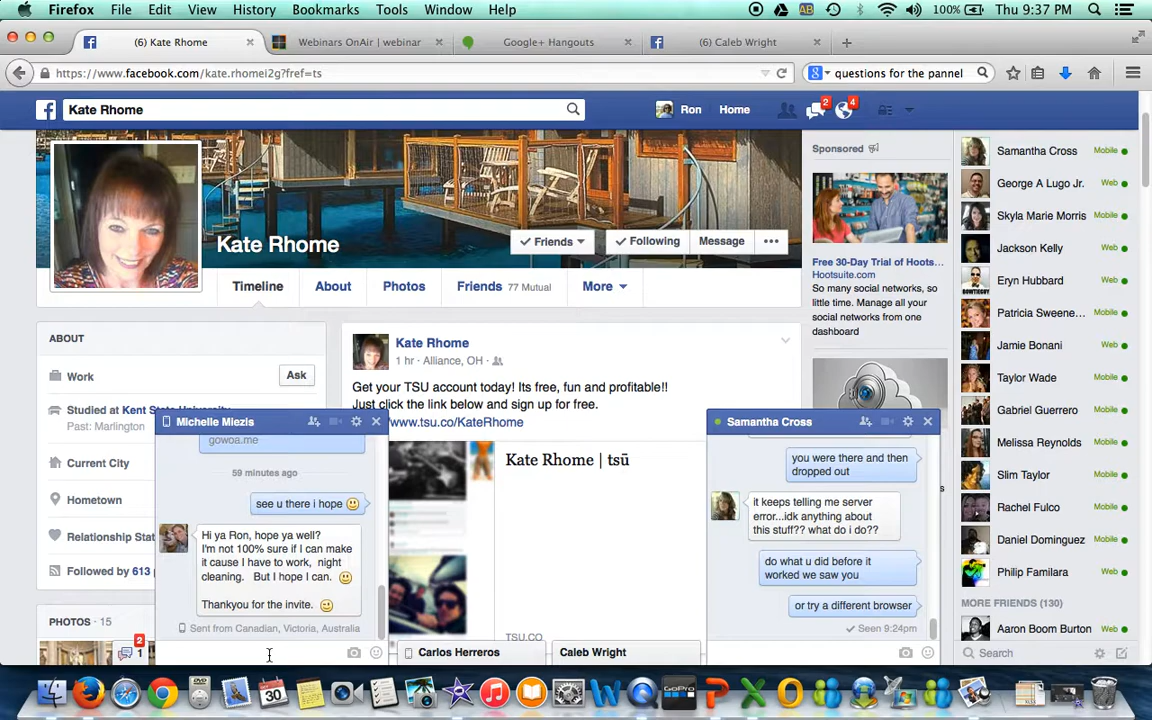 Firefox File Edit View History Bookmarks Tools Window Help 100% Thu 9:37 PM
(6) Kate Rhome Webinars OnAir | webinar Google+ Hangouts (6) Caleb Wright
https://www.facebook.com/kate.rhomei2g?fref=ts questions for the pannel
Kate Rhome Ron Home 2 4
Kate Rhome
Friends Following Message
Timeline About Photos Friends 77 Mutual More
ABOUT
Work Ask
Studied at Kent State University
Past: Marlington
Current City
Hometown
Relationship Stat
Followed by 613
PHOTOS · 15
Kate Rhome
1 hr · Alliance, OH ·
Get your TSU account today! Its free, fun and profitable!!
Just click the link below and sign up for free.
www.tsu.co/KateRhome
Kate Rhome | tsū
TSU.CO
Michelle Miezis
gowoa.me
59 minutes ago
see u there i hope
Hi ya Ron, hope ya well?
I'm not 100% sure if I can make
it cause I have to work, night
cleaning. But I hope I can.
Thankyou for the invite.
Sent from Canadian, Victoria, Australia
2
1
Carlos Herreros
Caleb Wright
Samantha Cross
you were there and then
dropped out
it keeps telling me server
error...idk anything about
this stuff?? what do i do??
do what u did before it
worked we saw you
or try a different browser
Seen 9:24pm
Sponsored
Free 30-Day Trial of Hoots...
Hootsuite.com
So many social networks, so
little time. Manage all your
social networks from one
dashboard
Samantha Cross Mobile
George A Lugo Jr. Web
Skyla Marie Morris Mobile
Jackson Kelly Web
Eryn Hubbard Mobile
Patricia Sweene... Mobile
Jamie Bonani Web
Taylor Wade Mobile
Gabriel Guerrero Mobile
Melissa Reynolds Mobile
Slim Taylor Mobile
Rachel Fulco Mobile
Daniel Dominguez Mobile
Philip Familara Web
MORE FRIENDS (130)
Aaron Boom Burton Mobile
Search
30
GoPro